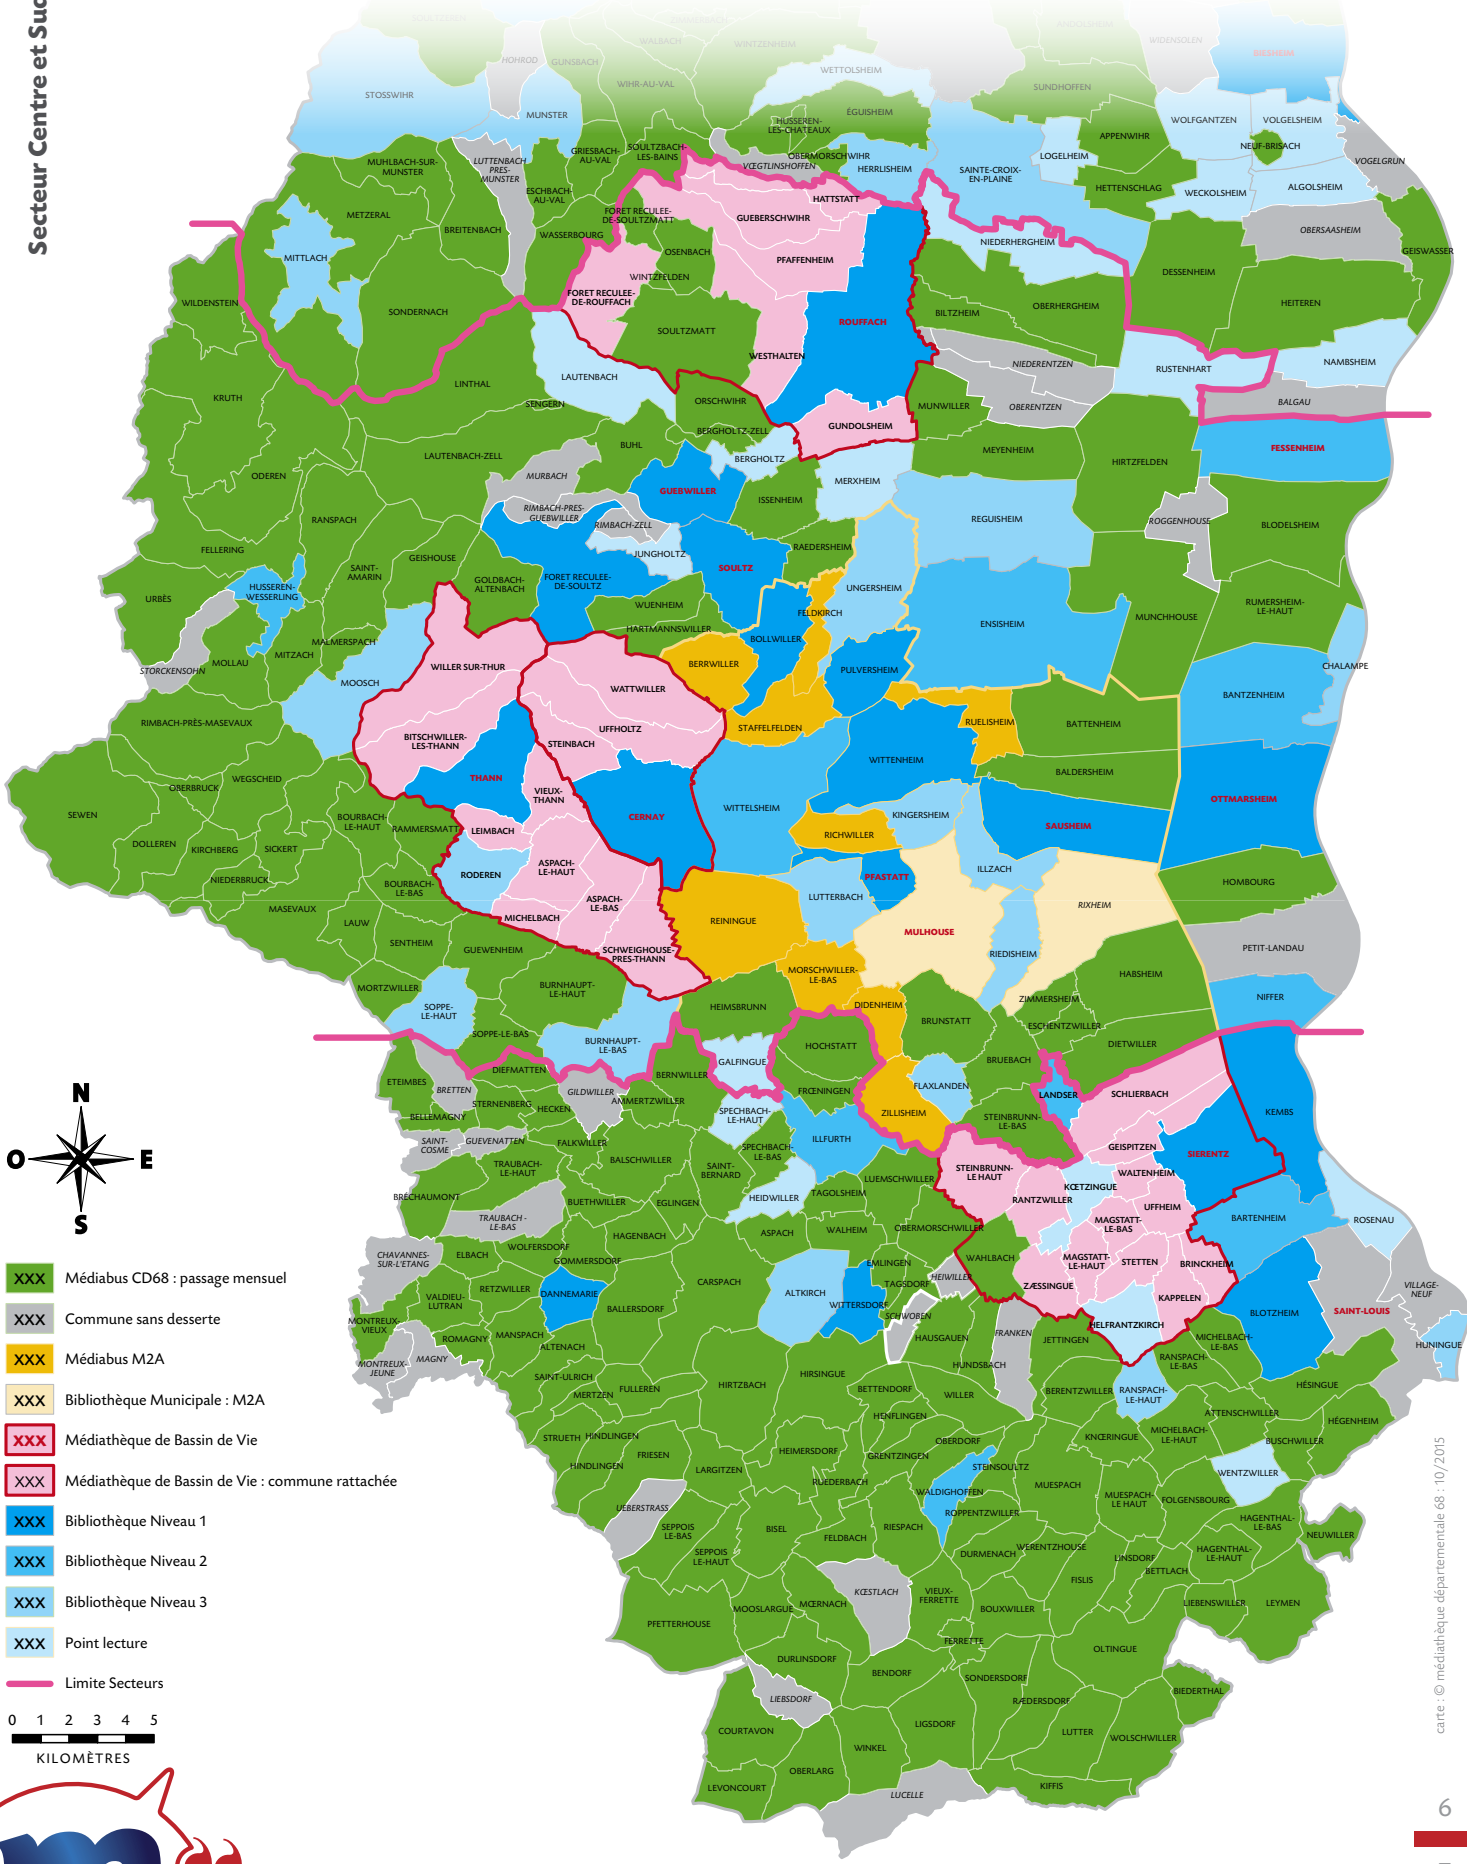 Secteur Centre et Sud
SOULTZEREN
ZIMMERBACH
WALBACH
WINTZENHEIM
ANDOLSHEIM
WIDENSOLEN
BIESHEIM
HOHROD
GUNSBACH
WIHR-AU-VAL
WETTOLSHEIM
SUNDHOFFEN
STOSSWIHR
MUNSTER
HUSSEREN-
LES-CHATEAUX
ÉGUISHEIM
WOLFGANTZEN
VOLGELSHEIM
APPENWIHR
NEUF-BRISACH
VOGELGRUN
MUHLBACH-SUR-
MUNSTER
LUTTENBACH
PRES-
MUNSTER
GRIESBACH-
AU-VAL
SOULTZBACH-
LES-BAINS
VŒGTLINSHOFFEN
OBERMORSCHWIHR
HERRLISHEIM
SAINTE-CROIX-
EN-PLAINE
LOGELHEIM
HETTENSCHLAG
WECKOLSHEIM
ALGOLSHEIM
ESCHBACH-
AU-VAL
METZERAL
BREITENBACH
WASSERBOURG
FORET RECULEE-
DE-SOULTZMATT
HATTSTATT
GUEBERSCHWIHR
NIEDERHERGHEIM
OBERSAASHEIM
GEISWASSER
MITTLACH
OSENBACH
PFAFFENHEIM
WINTZFELDEN
DESSENHEIM
HEITEREN
WILDENSTEIN
SONDERNACH
FORET RECULEE-
DE-ROUFFACH
SOULTZMATT
ROUFFACH
BILTZHEIM
OBERHERGHEIM
WESTHALTEN
NIEDERENTZEN
RUSTENHART
NAMBSHEIM
KRUTH
LINTHAL
LAUTENBACH
SENGERN
ORSCHWIHR
MUNWILLER
OBERENTZEN
BALGAU
BERGHOLTZ-ZELL
GUNDOLSHEIM
LAUTENBACH-ZELL
BUHL
BERGHOLTZ
MEYENHEIM
HIRTZFELDEN
FESSENHEIM
ODEREN
MURBACH
GUEBWILLER
ISSENHEIM
MERXHEIM
RANSPACH
RIMBACH-PRES-
GUEBWILLER
RIMBACH-ZELL
REGUISHEIM
ROGGENHOUSE
BLODELSHEIM
FELLERING
GEISHOUSE
JUNGHOLTZ
RAEDERSHEIM
SAINT-
AMARIN
GOLDBACH-
ALTENBACH
FORET RECULEE-
DE-SOULTZ
SOULTZ
UNGERSHEIM
URBÈS
HUSSEREN-
WESSERLING
WUENHEIM
FELDKIRCH
ENSISHEIM
MUNCHHOUSE
RUMERSHEIM-
LE-HAUT
HARTMANNSWILLER
BOLLWILLER
MALMERSPACH
MITZACH
MOLLAU
STORCKENSOHN
WILLER SUR-THUR
BERRWILLER
PULVERSHEIM
CHALAMPE
MOOSCH
WATTWILLER
BANTZENHEIM
RIMBACH-PRÈS-MASEVAUX
UFFHOLTZ
STAFFELFELDEN
RUELISHEIM
BATTENHEIM
BITSCHWILLER-
LES-THANN
STEINBACH
WITTENHEIM
BALDERSHEIM
WEGSCHEID
OBERBRUCK
THANN
VIEUX-
THANN
OTTMARSHEIM
SEWEN
BOURBACH-
LE-HAUT
RAMMERSMATT
LEIMBACH
CERNAY
WITTELSHEIM
KINGERSHEIM
SAUSHEIM
DOLLEREN
KIRCHBERG
SICKERT
RICHWILLER
NIEDERBRUCK
BOURBACH-
LE-BAS
RODEREN
ASPACH-
LE-HAUT
PFASTATT
ILLZACH
HOMBOURG
LUTTERBACH
MASEVAUX
LAUW
MICHELBACH
ASPACH-
LE-BAS
REININGUE
MULHOUSE
RIXHEIM
SENTHEIM
GUEWENHEIM
SCHWEIGHOUSE-
PRES-THANN
RIEDISHEIM
PETIT-LANDAU
MORTZWILLER
SOPPE-
LE-HAUT
BURNHAUPT-
LE-HAUT
MORSCHWILLER-
LE-BAS
HABSHEIM
NIFFER
HEIMSBRUNN
DIDENHEIM
ZIMMERSHEIM
BRUNSTATT
ESCHENTZWILLER
SOPPE-LE-BAS
BURNHAUPT-
LE-BAS
HOCHSTATT
DIETWILLER
GALFINGUE
BRUEBACH
N
ETEIMBES
DIEFMATTEN
BERNWILLER
FRŒNINGEN
FLAXLANDEN
LANDSER
SCHLIERBACH
BRETTEN
GILDWILLER
AMMERTZWILLER
STERNENBERG
HECKEN
BELLEMAGNY
SPECHBACH-
LE-HAUT
ZILLISHEIM
STEINBRUNN-
LE-BAS
KEMBS
O
E
SAINT-
COSME
GUEVENATTEN
FALKWILLER
ILLFURTH
GEISPITZEN
SIERENTZ
TRAUBACH-
LE-HAUT
BALSCHWILLER
SPECHBACH-
LE-BAS
SAINT-
BERNARD
STEINBRUNN-
LE HAUT
WALTENHEIM
S
BRÉCHAUMONT
BUETHWILLER
EGLINGEN
HEIDWILLER
TAGOLSHEIM
LUEMSCHWILLER
RANTZWILLER
KŒTZINGUE
UFFHEIM
TRAUBACH -
LE-BAS
HAGENBACH
ASPACH
WALHEIM
OBERMORSCHWILLER
MAGSTATT-
LE-BAS
BARTENHEIM
ROSENAU
CHAVANNES-
SUR-L'ETANG
ELBACH
WOLFERSDORF
GOMMERSDORF
EMLINGEN
WAHLBACH
MAGSTATT-
LE-HAUT
STETTEN
BRINCKHEIM
XXX Médiabus CD68 : passage mensuel
RETZWILLER
DANNEMARIE
CARSPACH
ALTKIRCH
TAGSDORF
HEIWILLER
ZÆSSINGUE
KAPPELEN
VALDIEU-
LUTRAN
BALLERSDORF
WITTERSDORF
SCHWOBEN
BLOTZHEIM
SAINT-LOUIS
VILLAGE-
NEUF
XXX Commune sans desserte
MONTREUX-
VIEUX
ROMAGNY
MANSPACH
ALTENACH
HAUSGAUEN
FRANKEN
JETTINGEN
HELFRANTZKIRCH
MICHELBACH-
LE-BAS
HUNINGUE
XXX Médiabus M2A
MONTREUX-
JEUNE
MAGNY
SAINT-ULRICH
HIRSINGUE
HUNDSBACH
RANSPACH-
LE-BAS
MERTZEN
FULLEREN
HIRTZBACH
BETTENDORF
WILLER
BERENTZWILLER
RANSPACH-
LE-HAUT
HÉSINGUE
XXX Bibliothèque Municipale : M2A
HENFLINGEN
ATTENSCHWILLER
HÉGENHEIM
STRUETH
HINDLINGEN
OBERDORF
KNŒRINGUE
MICHELBACH-
LE-HAUT
BUSCHWILLER
XXX Médiathèque de Bassin de Vie
FRIESEN
HINDLINGEN
LARGITZEN
HEIMERSDORF
GRENTZINGEN
STEINSOULTZ
WENTZWILLER
XXX Médiathèque de Bassin de Vie : commune rattachée
RUEDERBACH
WALDIGHOFFEN
MUESPACH
MUESPACH-
LE HAUT
FOLGENSBOURG
UEBERSTRASS
ROPPENTZWILLER
XXX Bibliothèque Niveau 1
SEPPOIS
LE-BAS
BISEL
FELDBACH
RIESPACH
HAGENTHAL-
LE-BAS
NEUWILLER
SEPPOIS
LE-HAUT
DURMENACH
WERENTZHOUSE
LINSDORF
HAGENTHAL-
LE-HAUT
XXX Bibliothèque Niveau 2
BETTLACH
FISLIS
KŒSTLACH
VIEUX-
FERRETTE
XXX Bibliothèque Niveau 3
MOOSLARGUE
MŒRNACH
BOUXWILLER
LIEBENSWILLER
LEYMEN
PFETTERHOUSE
FERRETTE
XXX Point lecture
DURLINSDORF
BENDORF
OLTINGUE
SONDERSDORF
Limite Secteurs
LIEBSDORF
RÆDERSDORF
BIEDERTHAL
0 1 2 3 4 5
KILOMÈTRES
COURTAVON
WINKEL
LIGSDORF
LUTTER
WOLSCHWILLER
OBERLARG
LEVONCOURT
LUCELLE
KIFFIS
carte : © médiathèque départementale 68 : 10/2015
6